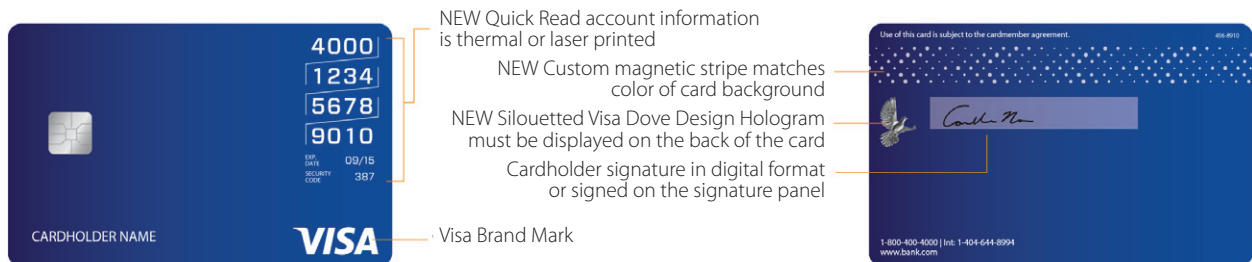 4000
1234
5678
9010
EXP. DATE 09/15
SECURITY CODE 387
CARDHOLDER NAME
VISA
NEW Quick Read account information
is thermal or laser printed
NEW Custom magnetic stripe matches
color of card background
NEW Silouetted Visa Dove Design Hologram
must be displayed on the back of the card
Cardholder signature in digital format
or signed on the signature panel
Visa Brand Mark
Use of this card is subject to the cardmember agreement.
496-8910
1-800-400-4000 | Int: 1-404-644-8994
www.bank.com